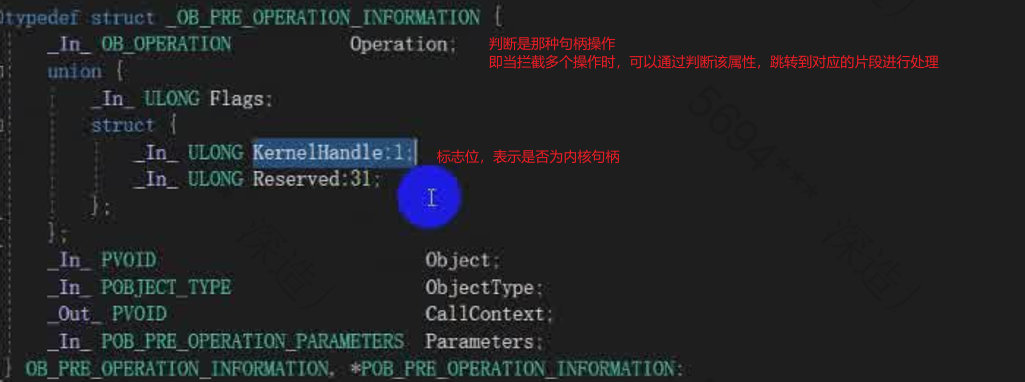 typedef struct _OB_PRE_OPERATION_INFORMATION {
_In_ OB_OPERATION Operation; 判断是那种句柄操作
即当拦截多个操作时，可以通过判断该属性，跳转到对应的片段进行处理
union {
_In_ ULONG Flags;
struct {
_In_ ULONG KernelHandle:1; 标志位，表示是否为内核句柄
_In_ ULONG Reserved:31;
};
};
_In_ PVOID Object;
_In_ POBJECT_TYPE ObjectType;
_Out_ PVOID CallContext;
_In_ POB_PRE_OPERATION_PARAMETERS Parameters;
} OB_PRE_OPERATION_INFORMATION, *POB_PRE_OPERATION_INFORMATION;
5694****